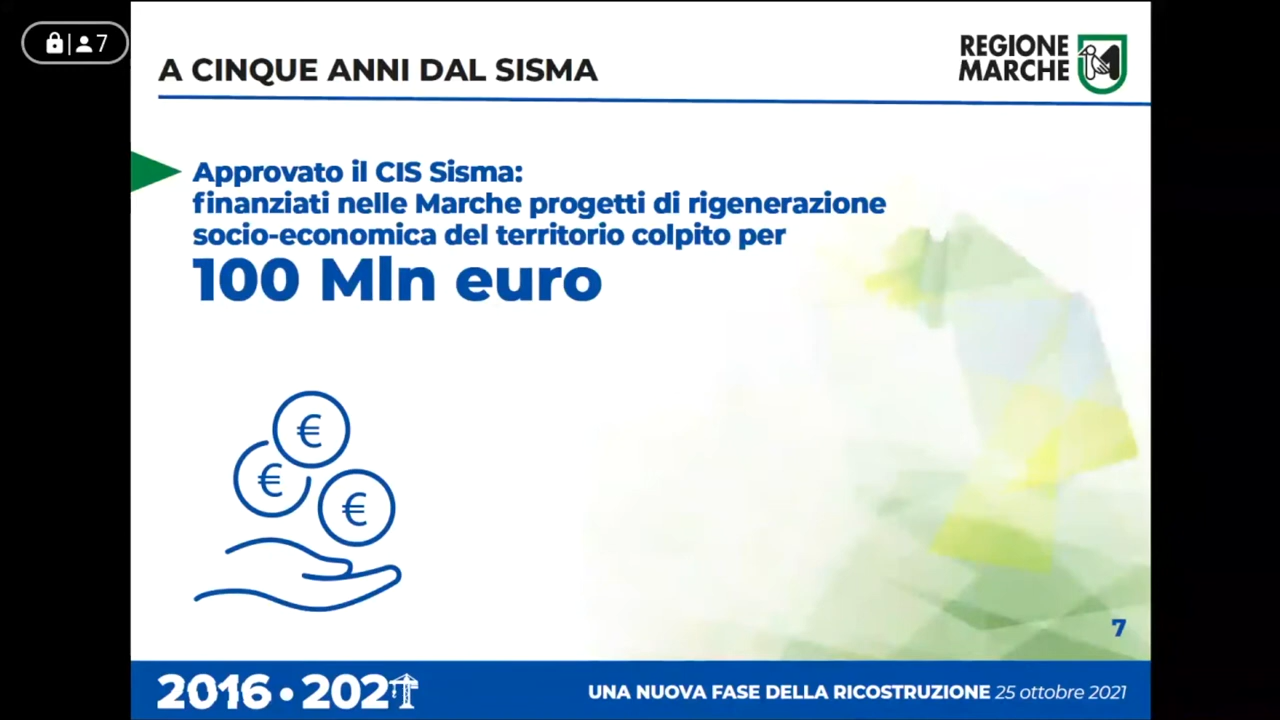 7
A CINQUE ANNI DAL SISMA
REGIONE
MARCHE
Approvato il CIS Sisma:
finanziati nelle Marche progetti di rigenerazione
socio-economica del territorio colpito per
100 Mln euro
€
€
€
7
2016•2021
UNA NUOVA FASE DELLA RICOSTRUZIONE 25 ottobre 2021